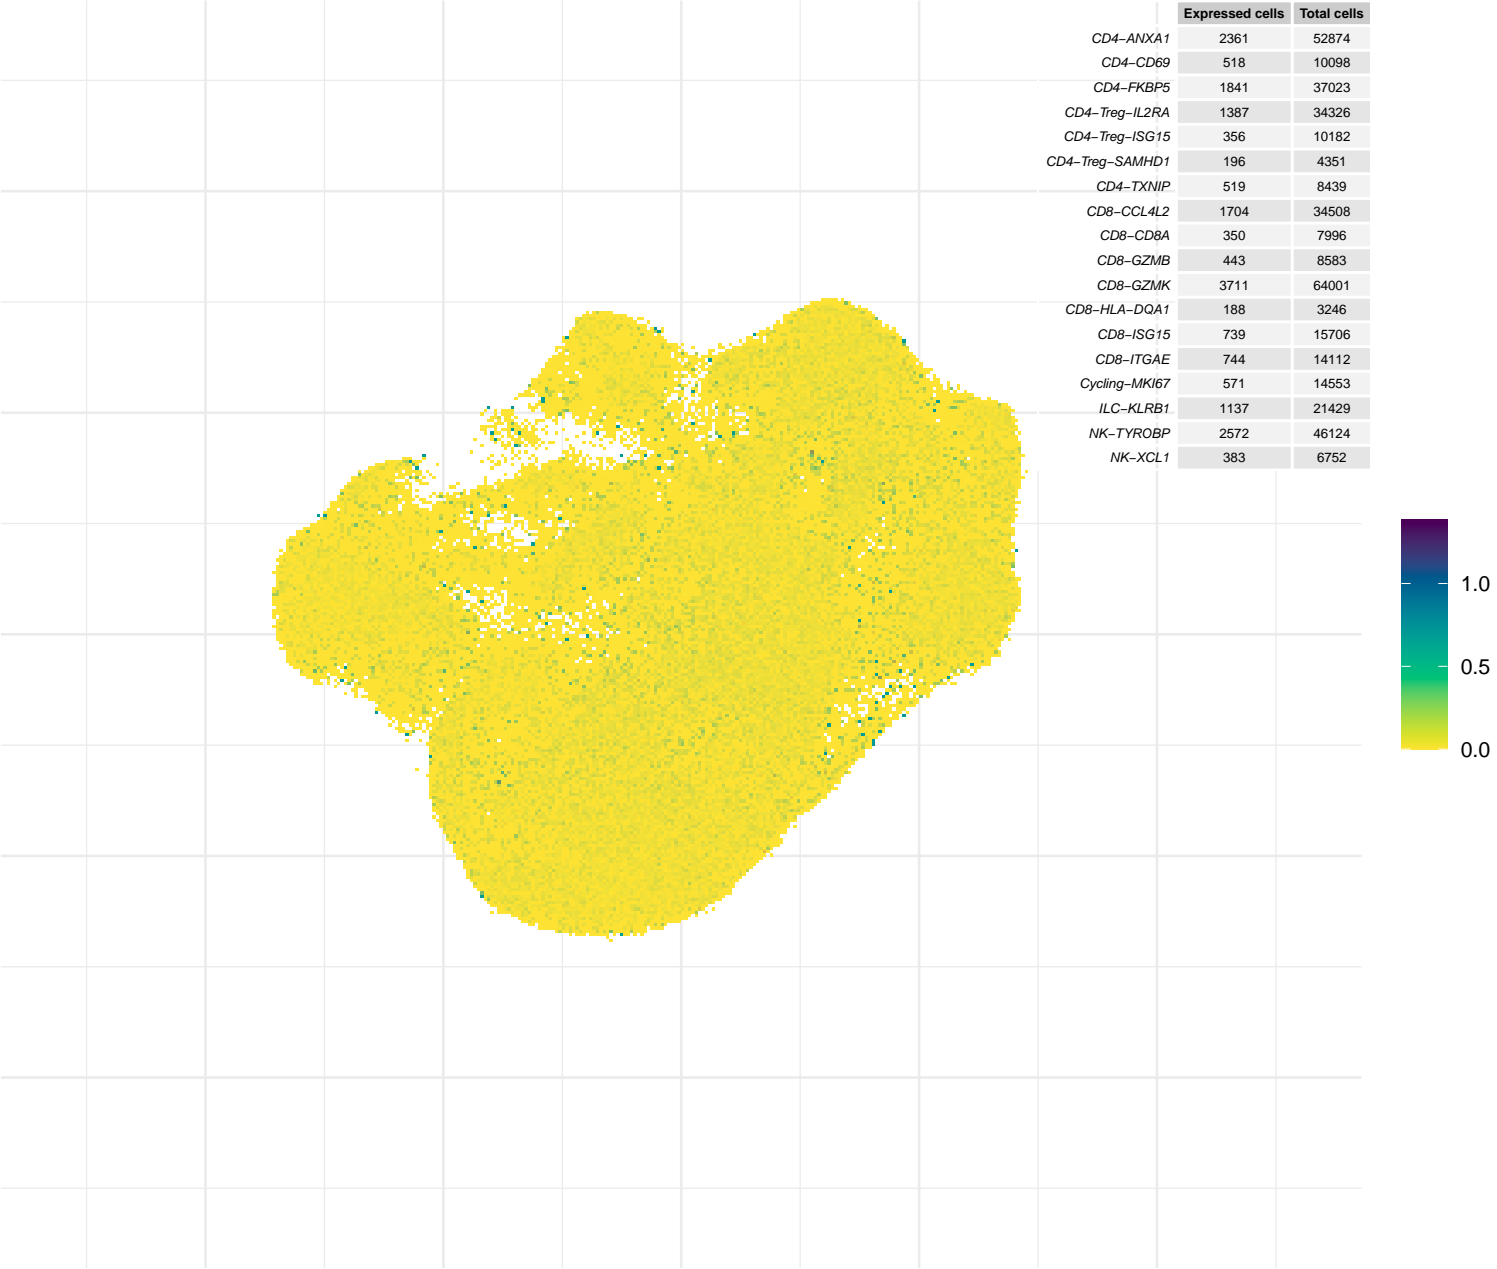 Expressed cells Total cells
CD4−ANXA1 2361 52874
CD4−CD69 518 10098
CD4−FKBP5 1841 37023
CD4−Treg−IL2RA 1387 34326
CD4−Treg−ISG15 356 10182
CD4−Treg−SAMHD1 196 4351
CD4−TXNIP 519 8439
CD8−CCL4L2 1704 34508
CD8−CD8A 350 7996
CD8−GZMB 443 8583
CD8−GZMK 3711 64001
CD8−HLA−DQA1 188 3246
CD8−ISG15 739 15706
CD8−ITGAE 744 14112
Cycling−MKI67 571 14553
ILC−KLRB1 1137 21429
NK−TYROBP 2572 46124
NK−XCL1 383 6752
1.0
0.5
0.0